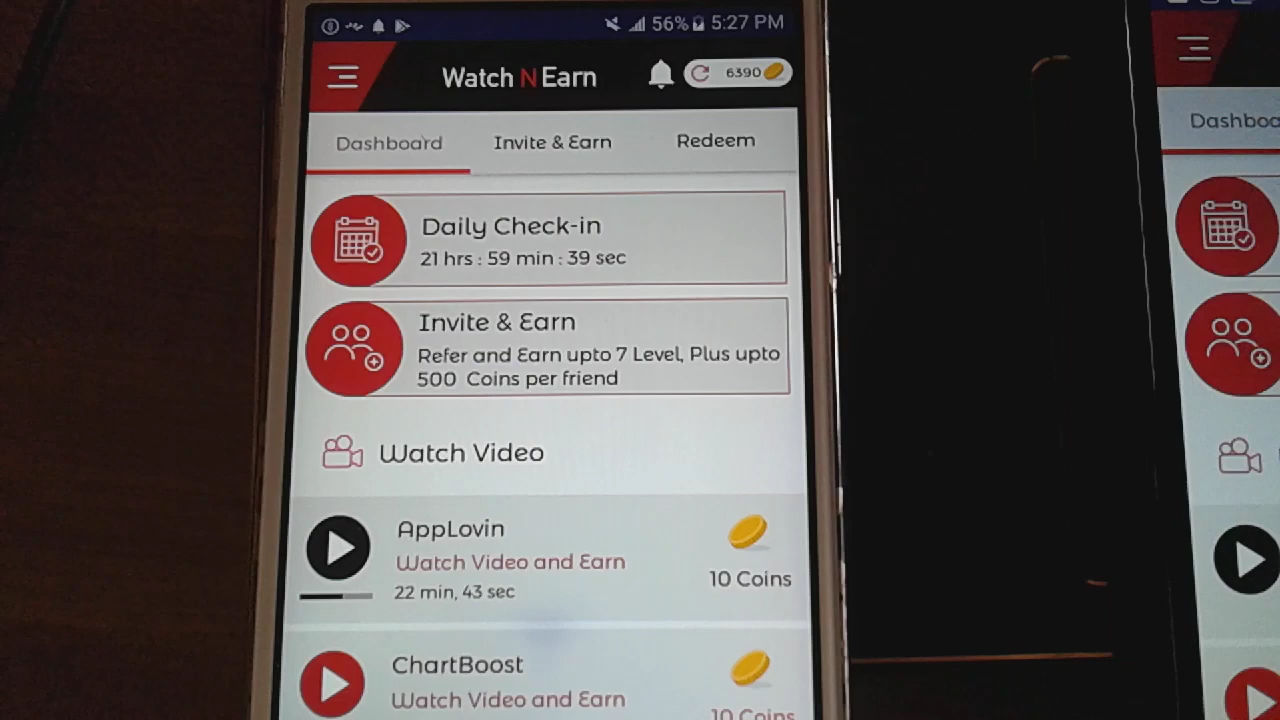 56% 5:27 PM
Watch N Earn
6390
Dashboard Invite & Earn Redeem
Daily Check-in
21 hrs : 59 min : 39 sec
Invite & Earn
Refer and Earn upto 7 Level, Plus upto
500 Coins per friend
Watch Video
AppLovin
Watch Video and Earn
22 min, 43 sec
10 Coins
ChartBoost
Watch Video and Earn
10 Coins
Dashboa